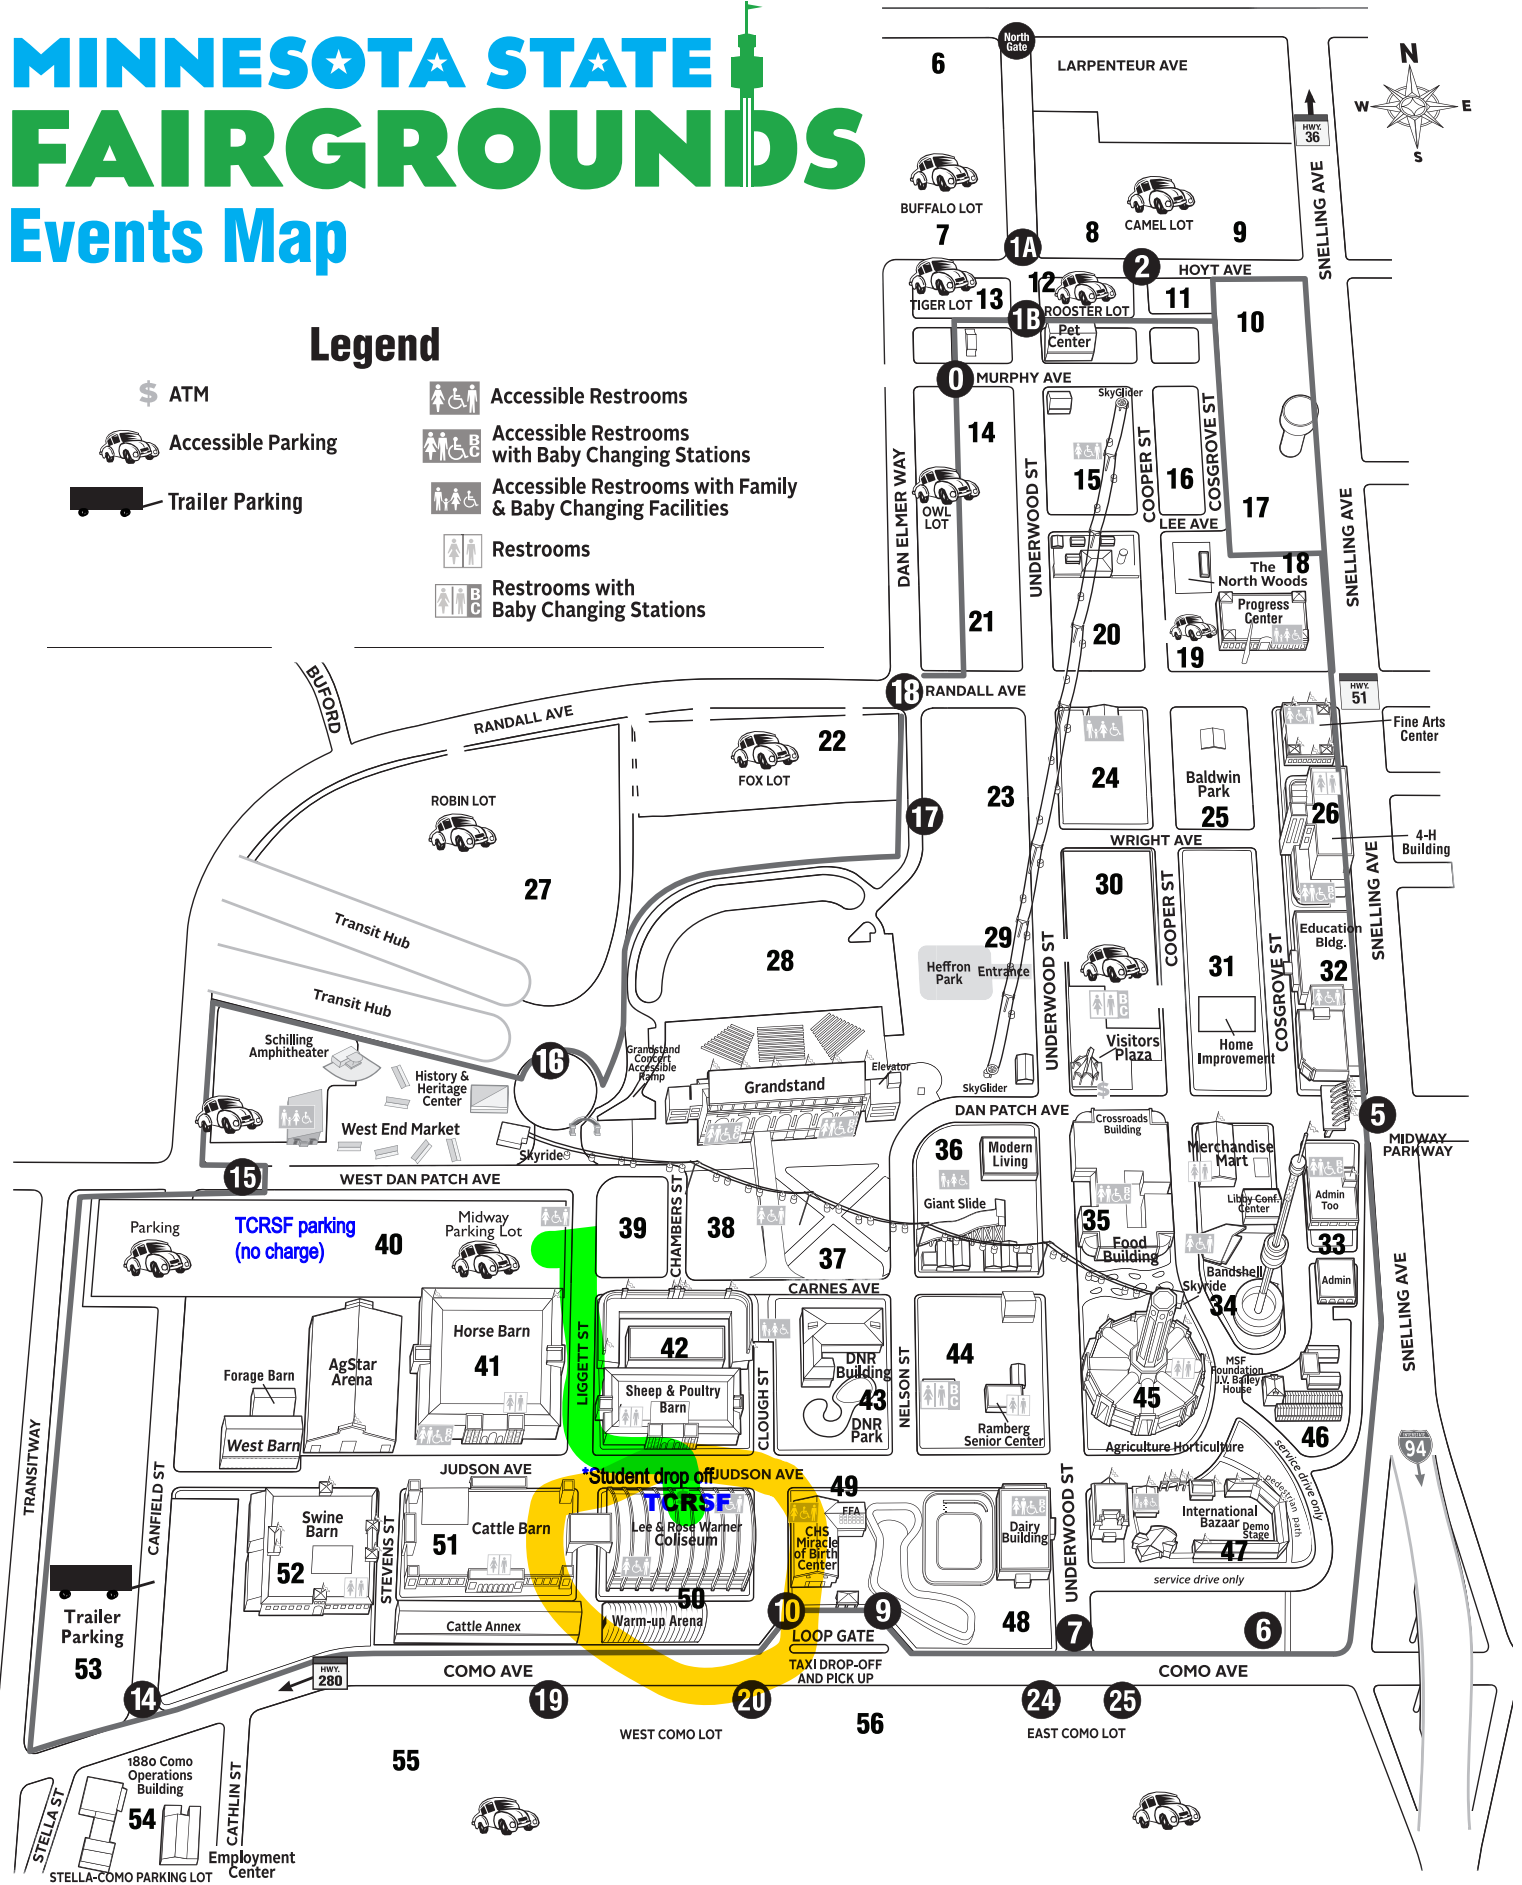 MINNESOTA STATE
FAIRGROUNDS
Events Map
Legend
$ ATM
Accessible Parking
Trailer Parking
Accessible Restrooms
BC
Accessible Restrooms
with Baby Changing Stations
Accessible Restrooms with Family
& Baby Changing Facilities
Restrooms
BC
Restrooms with
Baby Changing Stations
North
Gate
6
LARPENTEUR AVE
N
W
E
S
HWY.
36
SNELLING AVE
BUFFALO LOT
7
8
CAMEL LOT
9
1A
2
HOYT AVE
TIGER LOT
13
12
ROOSTER LOT
11
10
1B
Pet
Center
0
MURPHY AVE
SkyGlider
14
15
16
COOPER ST
COSGROVE ST
17
OWL
LOT
DAN ELMER WAY
UNDERWOOD ST
LEE AVE
18
The
North Woods
Progress
Center
SNELLING AVE
21
20
19
BUFORD
18
RANDALL AVE
RANDALL AVE
HWY.
51
Fine Arts
Center
22
FOX LOT
23
24
Baldwin
Park
25
26
4-H
Building
ROBIN LOT
17
WRIGHT AVE
27
30
COOPER ST
31
COSGROVE ST
Education
Bldg.
32
SNELLING AVE
Transit Hub
28
29
Heffron
Park
Entrance
UNDERWOOD ST
BC
Transit Hub
Schilling
Amphitheater
16
Grandstand
Concert
Accessible
Ramp
Grandstand
Elevator
SkyGlider
Visitors
Plaza
$
Home
Improvement
History &
Heritage
Center
West End Market
Skyride
DAN PATCH AVE
Crossroads
Building
5
MIDWAY
PARKWAY
15
WEST DAN PATCH AVE
36
Modern
Living
Giant Slide
Merchandise
Mart
Libby Conf.
Center
Admin
Too
33
Parking
TCRSF parking
(no charge)
40
Midway
Parking Lot
39
CHAMBERS ST
38
37
35
Food
Building
Bandshell
34
Skyride
Admin
CARNES AVE
Horse Barn
41
LIGGETT ST
42
Sheep & Poultry
Barn
CLOUGH ST
DNR
Building
43
DNR
Park
NELSON ST
44
BC
Ramberg
Senior Center
45
Agriculture Horticulture
MSF
Foundation
J.V. Bailey
House
46
SNELLING AVE
AgStar
Arena
Forage Barn
West Barn
TRANSITWAY
CANFIELD ST
JUDSON AVE
*Student drop off
JUDSON AVE
TCRSF
Lee & Rose Warner
Coliseum
49
FFA
CHS
Miracle
of Birth
Center
Dairy
Building
UNDERWOOD ST
International
Bazaar
Demo
Stage
47
service drive only
pedestrian path
service drive only
94
Swine
Barn
52
STEVENS ST
51
Cattle Barn
50
Warm-up Arena
Cattle Annex
10
9
LOOP GATE
48
7
6
Trailer
Parking
53
14
HWY.
280
COMO AVE
TAXI DROP-OFF
AND PICK UP
COMO AVE
19
20
24
25
WEST COMO LOT
56
EAST COMO LOT
55
1880 Como
Operations
Building
54
STELLA ST
CATHLIN ST
Employment
Center
STELLA-COMO PARKING LOT